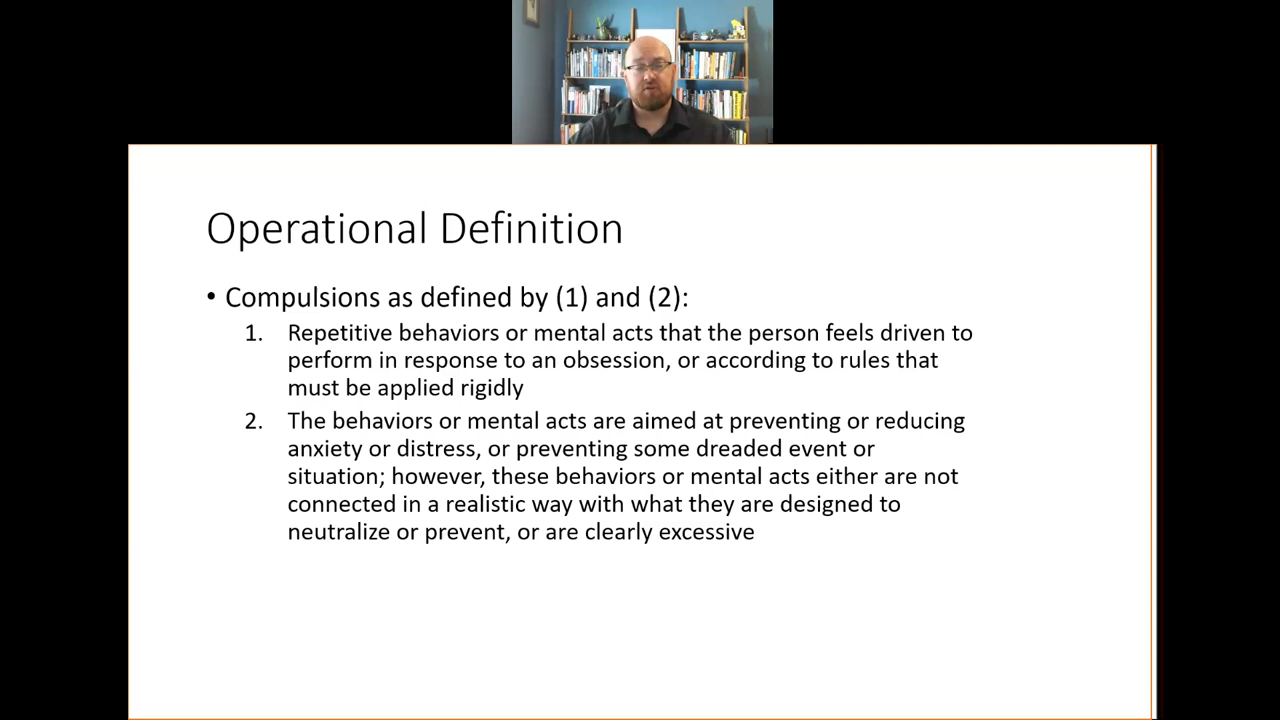 Operational Definition
• Compulsions as defined by (1) and (2):
1. Repetitive behaviors or mental acts that the person feels driven to
perform in response to an obsession, or according to rules that
must be applied rigidly
2. The behaviors or mental acts are aimed at preventing or reducing
anxiety or distress, or preventing some dreaded event or
situation; however, these behaviors or mental acts either are not
connected in a realistic way with what they are designed to
neutralize or prevent, or are clearly excessive